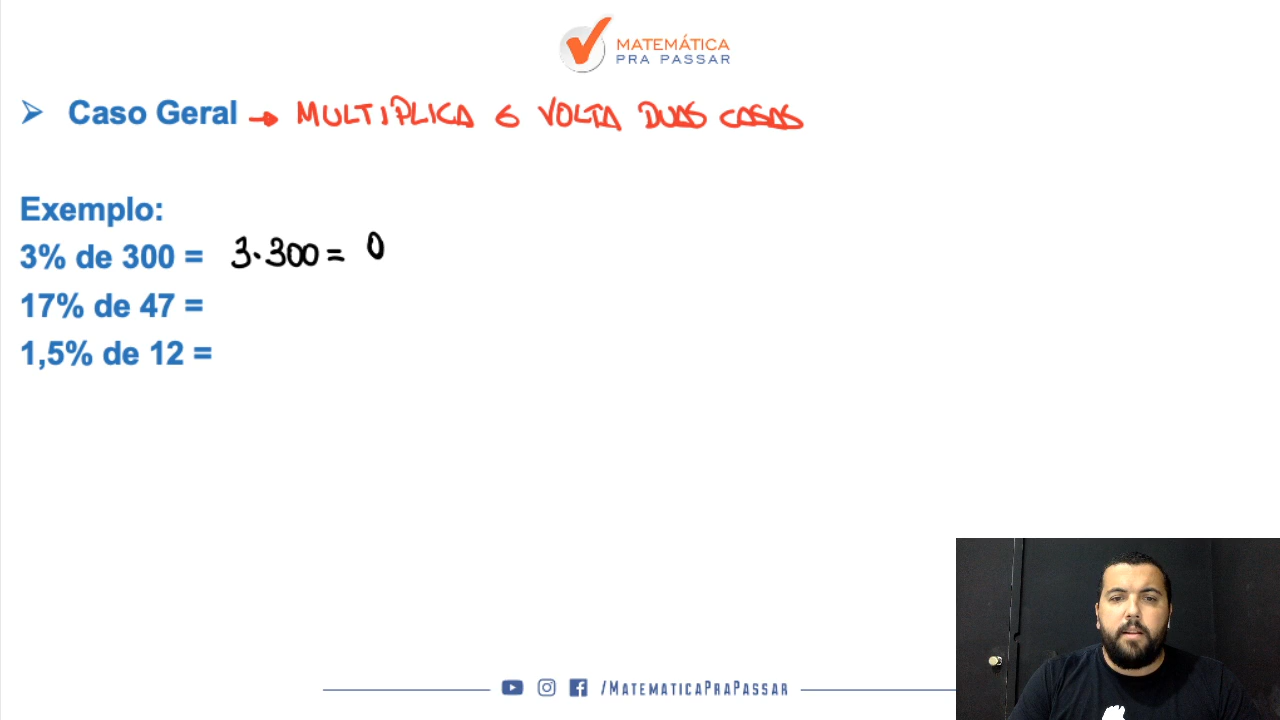 MATEMÁTICA
PRA PASSAR
➢ Caso Geral → MULTIPLICA E VOLTA DUAS CASAS
Exemplo:
3% de 300 = 3·300 = 0
17% de 47 =
1,5% de 12 =
/MATEMATICAPRAPASSAR